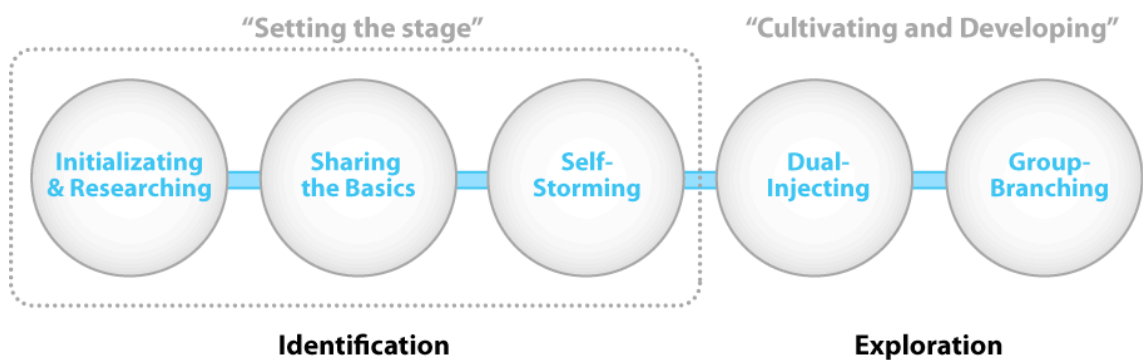 “Setting the stage”
“Cultivating and Developing”
Initializating
& Researching
Sharing
the Basics
Self-
Storming
Dual-
Injecting
Group-
Branching
Identification
Exploration